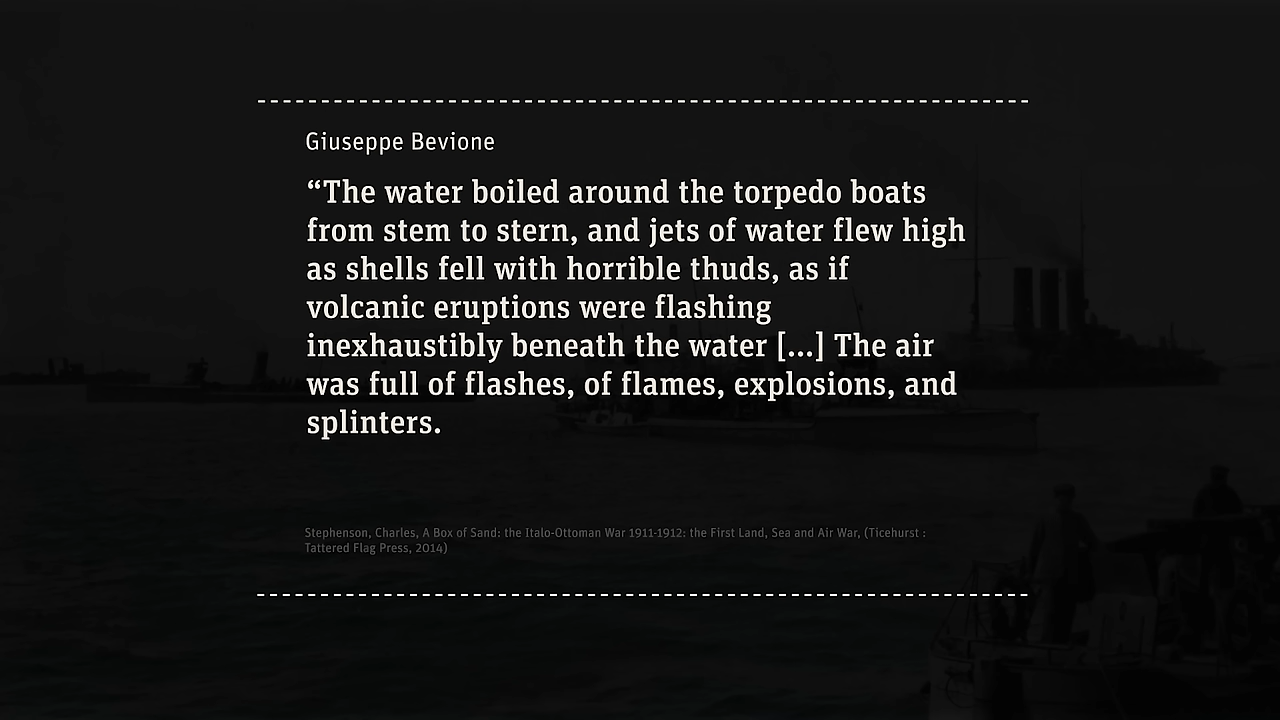 Giuseppe Bevione
“The water boiled around the torpedo boats
from stem to stern, and jets of water flew high
as shells fell with horrible thuds, as if
volcanic eruptions were flashing
inexhaustibly beneath the water [...] The air
was full of flashes, of flames, explosions, and
splinters.
Stephenson, Charles, A Box of Sand: the Italo-Ottoman War 1911-1912: the First Land, Sea and Air War, (Ticehurst :
Tattered Flag Press, 2014)